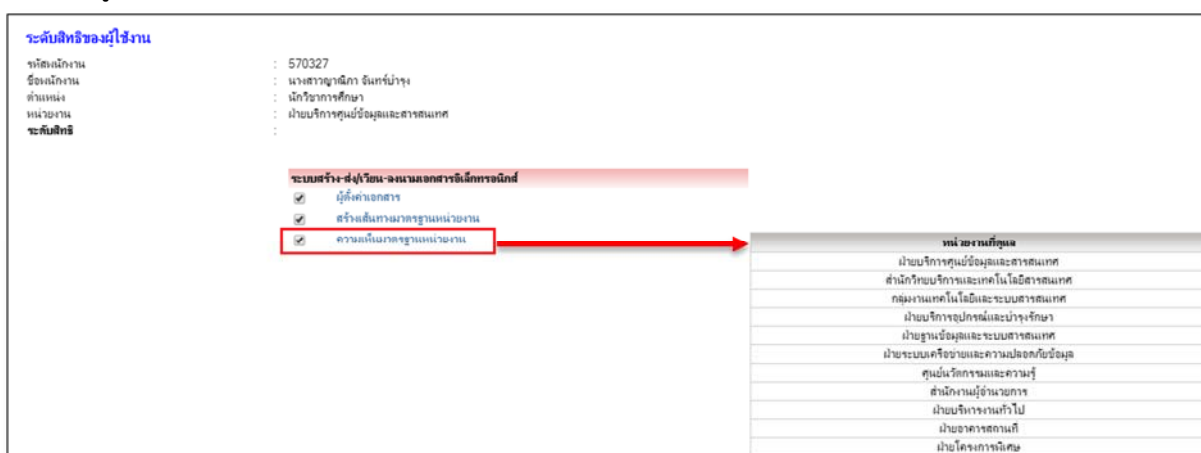 ระดับสิทธิของผู้ใช้งาน
รหัสพนักงาน : 570327
ชื่อพนักงาน : นางสาวญาณิกา จันทร์บำรุง
ตำแหน่ง : นักวิชาการศึกษา
หน่วยงาน : ฝ่ายบริการศูนย์ข้อมูลและสารสนเทศ
ระดับสิทธิ :
ระบบสร้าง-ส่ง/เวียน-ลงนามเอกสารอิเล็กทรอนิกส์
ผู้ตั้งค่าเอกสาร
สร้างเส้นทางมาตรฐานหน่วยงาน
ความเห็นมาตรฐานหน่วยงาน
หน่วยงานที่ดูแล
ฝ่ายบริการศูนย์ข้อมูลและสารสนเทศ
สำนักวิทยบริการและเทคโนโลยีสารสนเทศ
กลุ่มงานเทคโนโลยีและระบบสารสนเทศ
ฝ่ายบริการอุปกรณ์และบำรุงรักษา
ฝ่ายฐานข้อมูลและระบบสารสนเทศ
ฝ่ายระบบเครือข่ายและความปลอดภัยข้อมูล
ศูนย์นวัตกรรมและความรู้
สำนักงานผู้อำนวยการ
ฝ่ายบริหารงานทั่วไป
ฝ่ายอาคารสถานที่
ฝ่ายโครงการพิเศษ